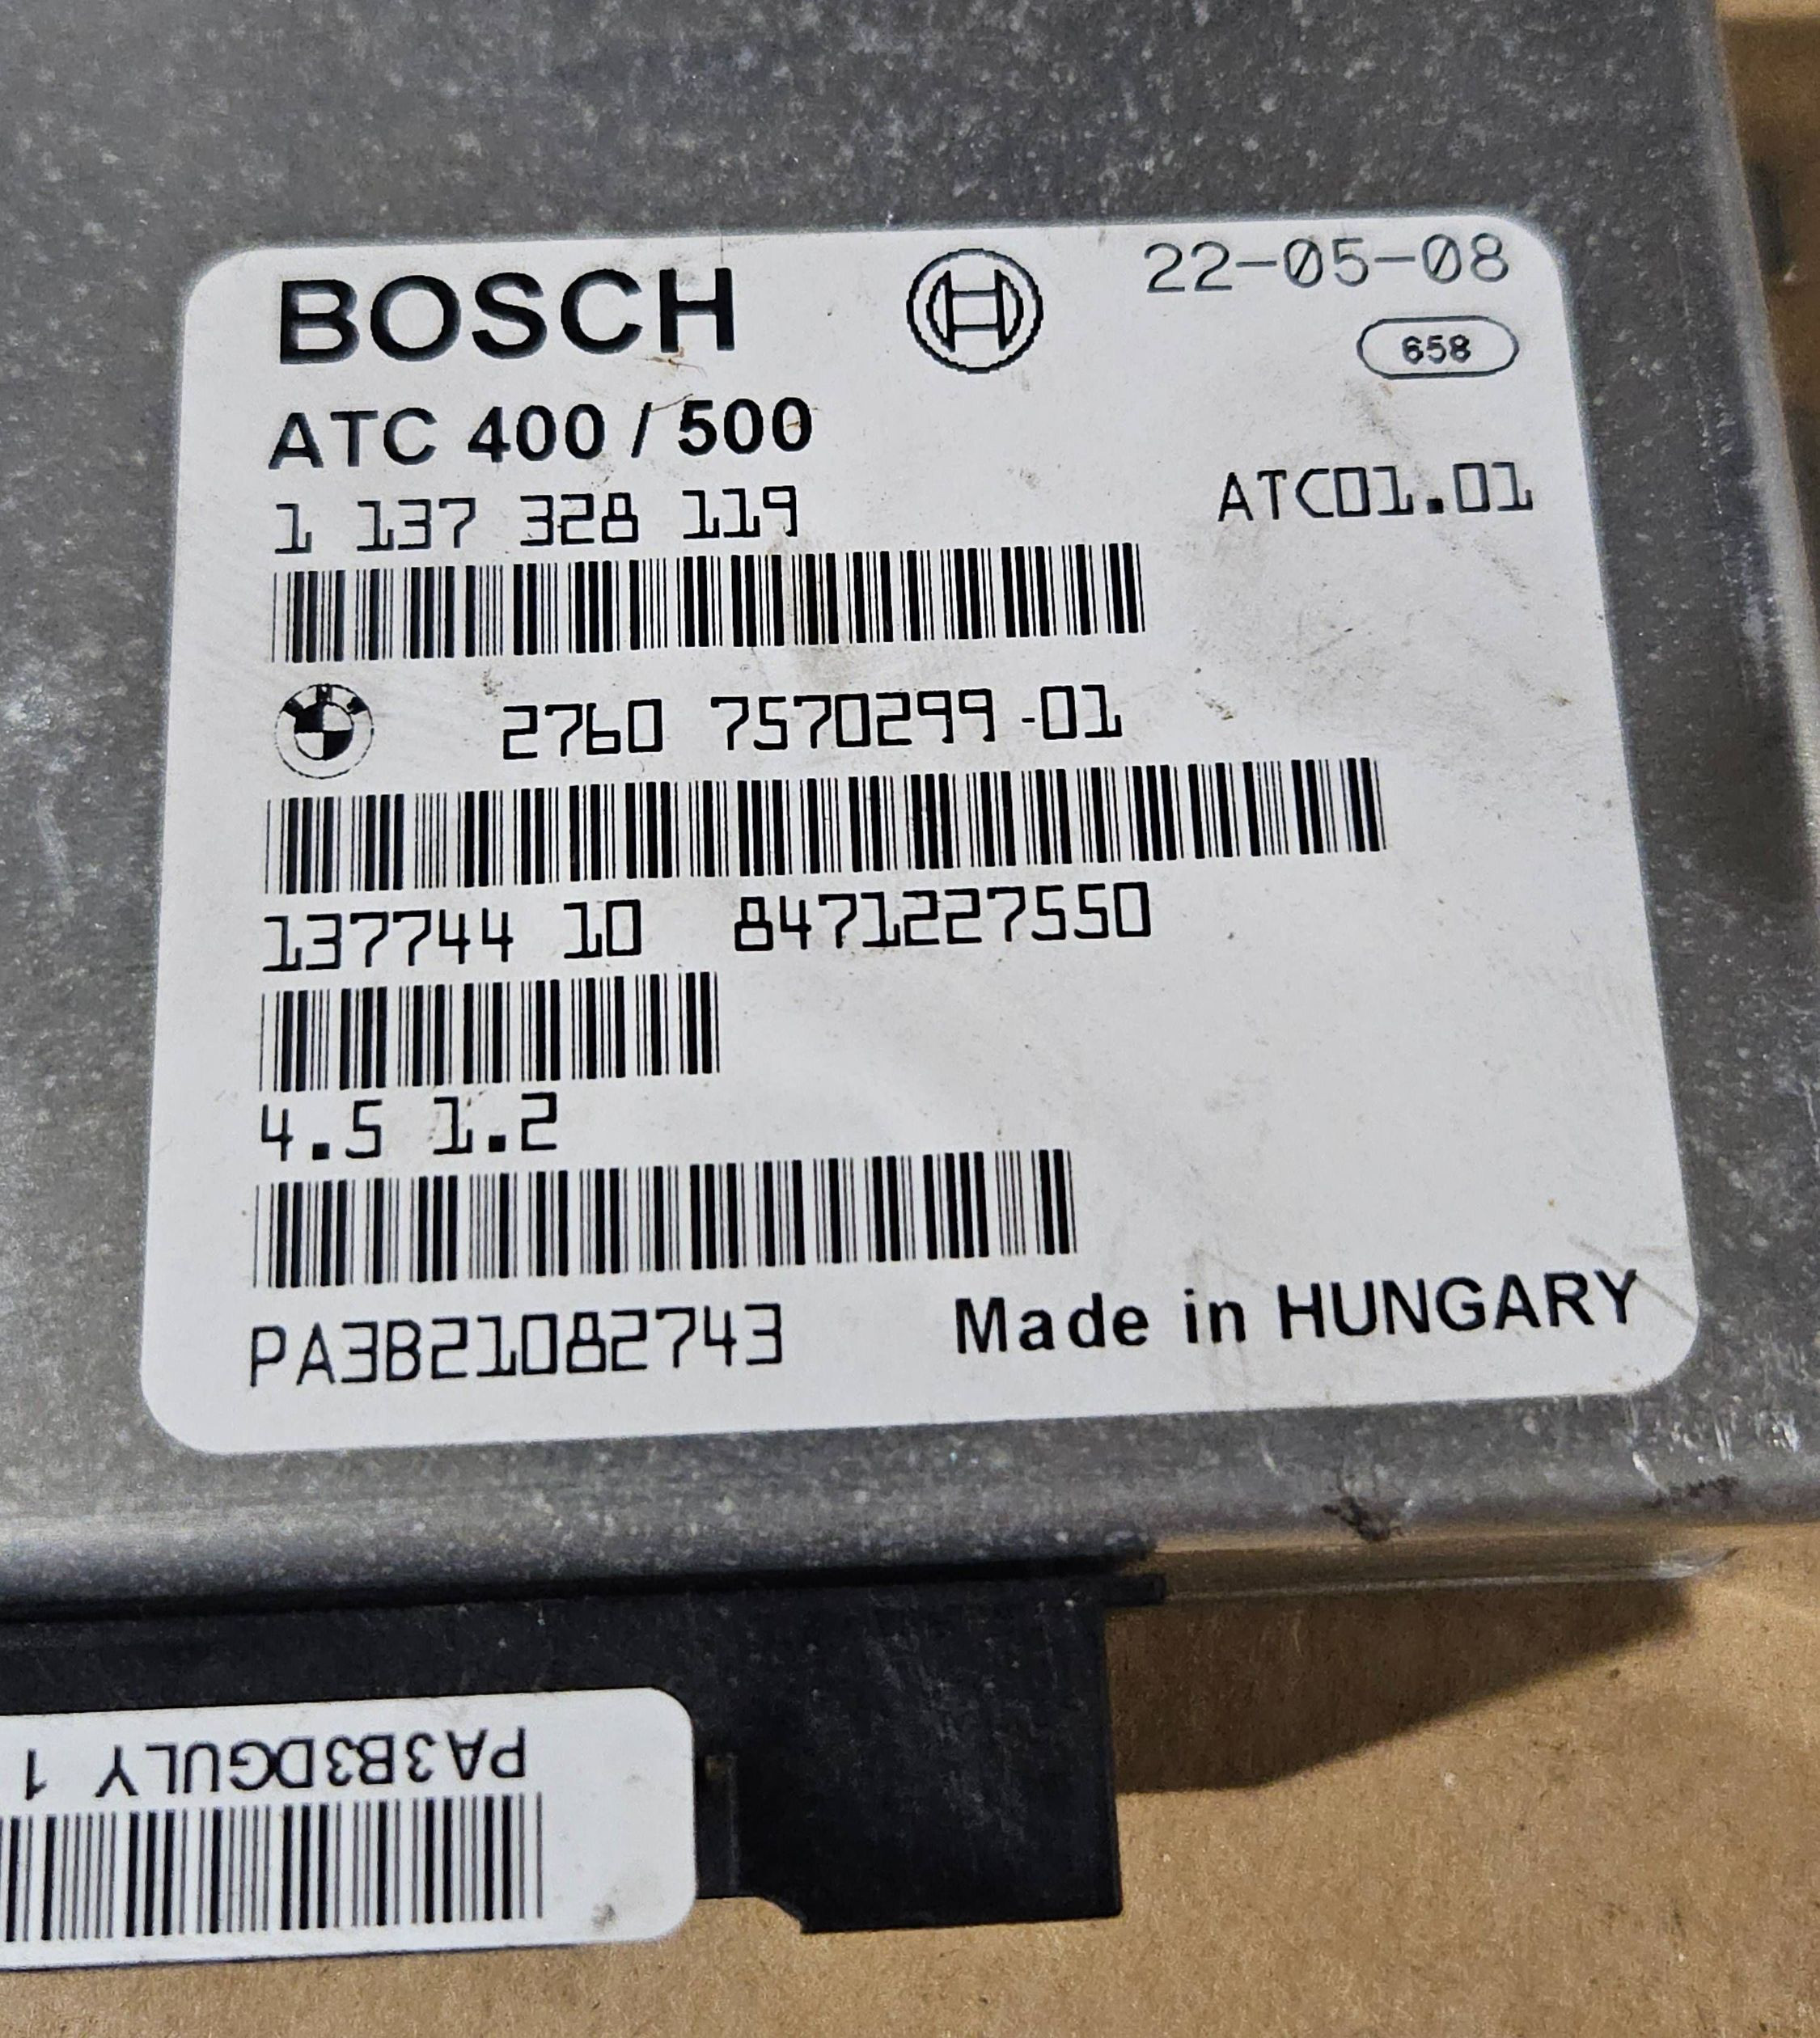 BOSCH 22-05-08
658
ATC 400 / 500
1 137 328 119 ATC01.01
2760 7570299-01
137744 10 8471227550
4.5 1.2
PA3B21082743 Made in HUNGARY
PA3B3DGULY 1